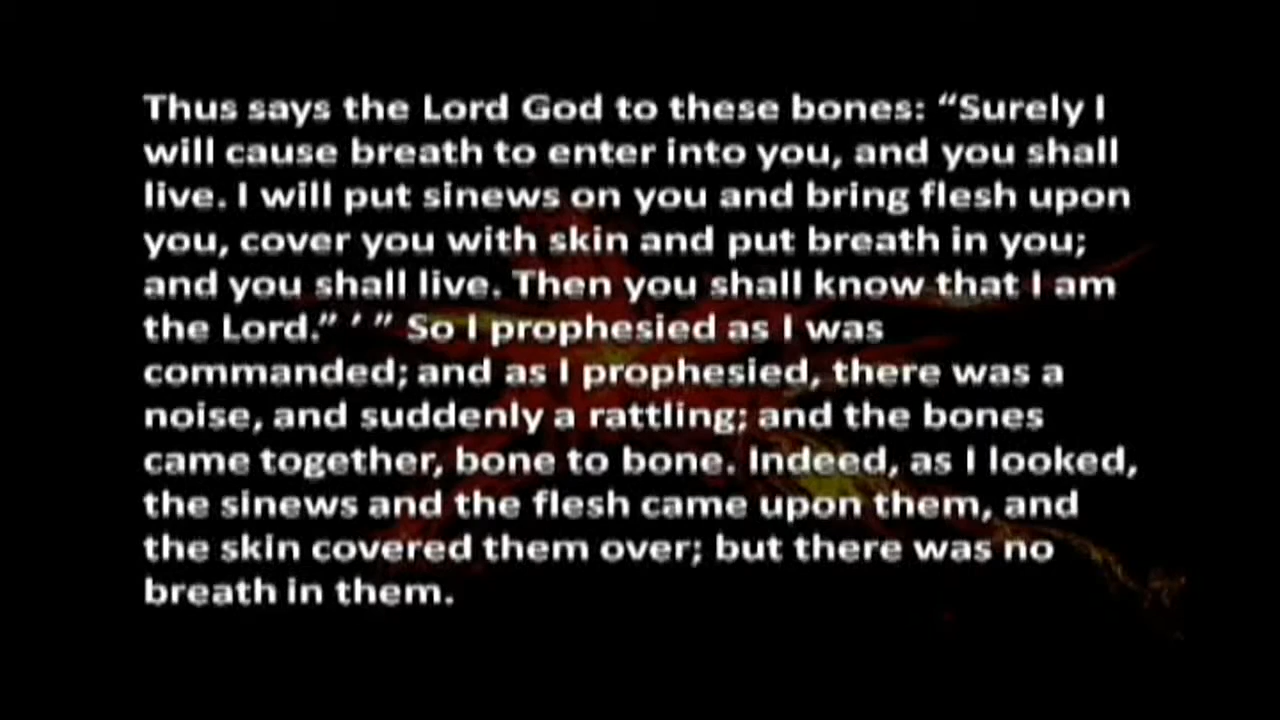 Thus says the Lord God to these bones: “Surely I
will cause breath to enter into you, and you shall
live. I will put sinews on you and bring flesh upon
you, cover you with skin and put breath in you;
and you shall live. Then you shall know that I am
the Lord.” ’ ” So I prophesied as I was
commanded; and as I prophesied, there was a
noise, and suddenly a rattling; and the bones
came together, bone to bone. Indeed, as I looked,
the sinews and the flesh came upon them, and
the skin covered them over; but there was no
breath in them.